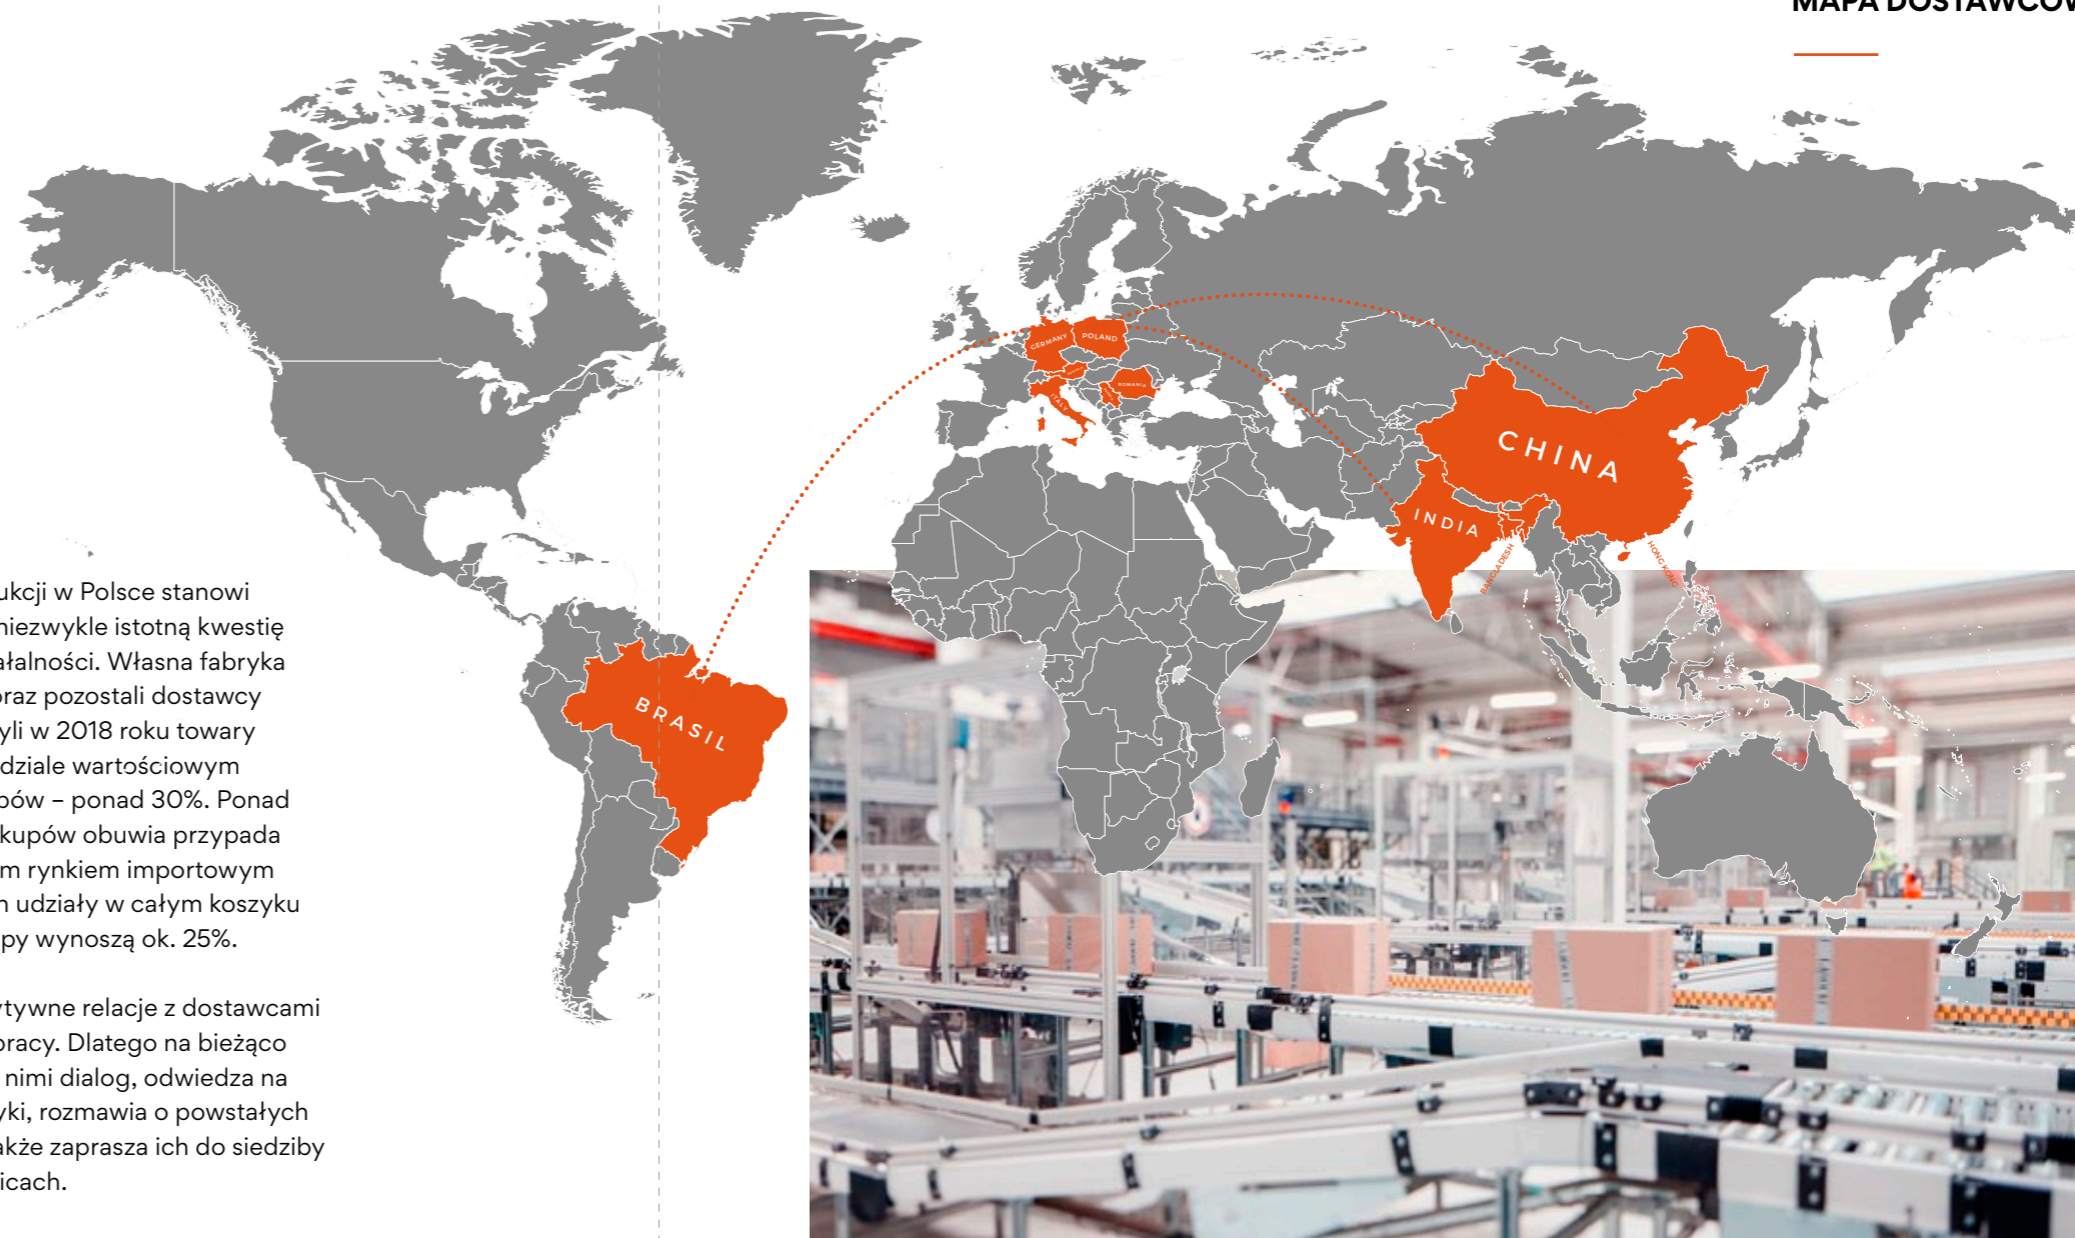 MAPA DOSTAWCÓW
GERMANY
POLAND
ROMANIA
ITALY
CHINA
INDIA
BANGLADESH
HONG KONG
BRASIL
ukcji w Polsce stanowi
niezwykle istotną kwestię
ałalności. Własna fabryka
oraz pozostali dostawcy
yli w 2018 roku towary
dziale wartościowym
pów – ponad 30%. Ponad
kupów obuwia przypada
m rynkiem importowym
h udziały w całym koszyku
py wynoszą ok. 25%.
ytywne relacje z dostawcami
pracy. Dlatego na bieżąco
nimi dialog, odwiedza na
yki, rozmawia o powstałych
akże zaprasza ich do siedziby
icach.